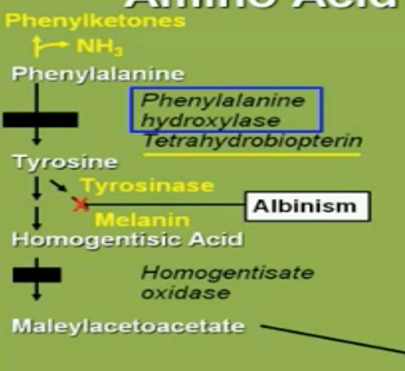 Amino Acid
Phenylketones
NH3
Phenylalanine
Phenylalanine
hydroxylase
Tetrahydrobiopterin
Tyrosine
Tyrosinase
Albinism
Melanin
Homogentisic Acid
Homogentisate
oxidase
Maleylacetoacetate